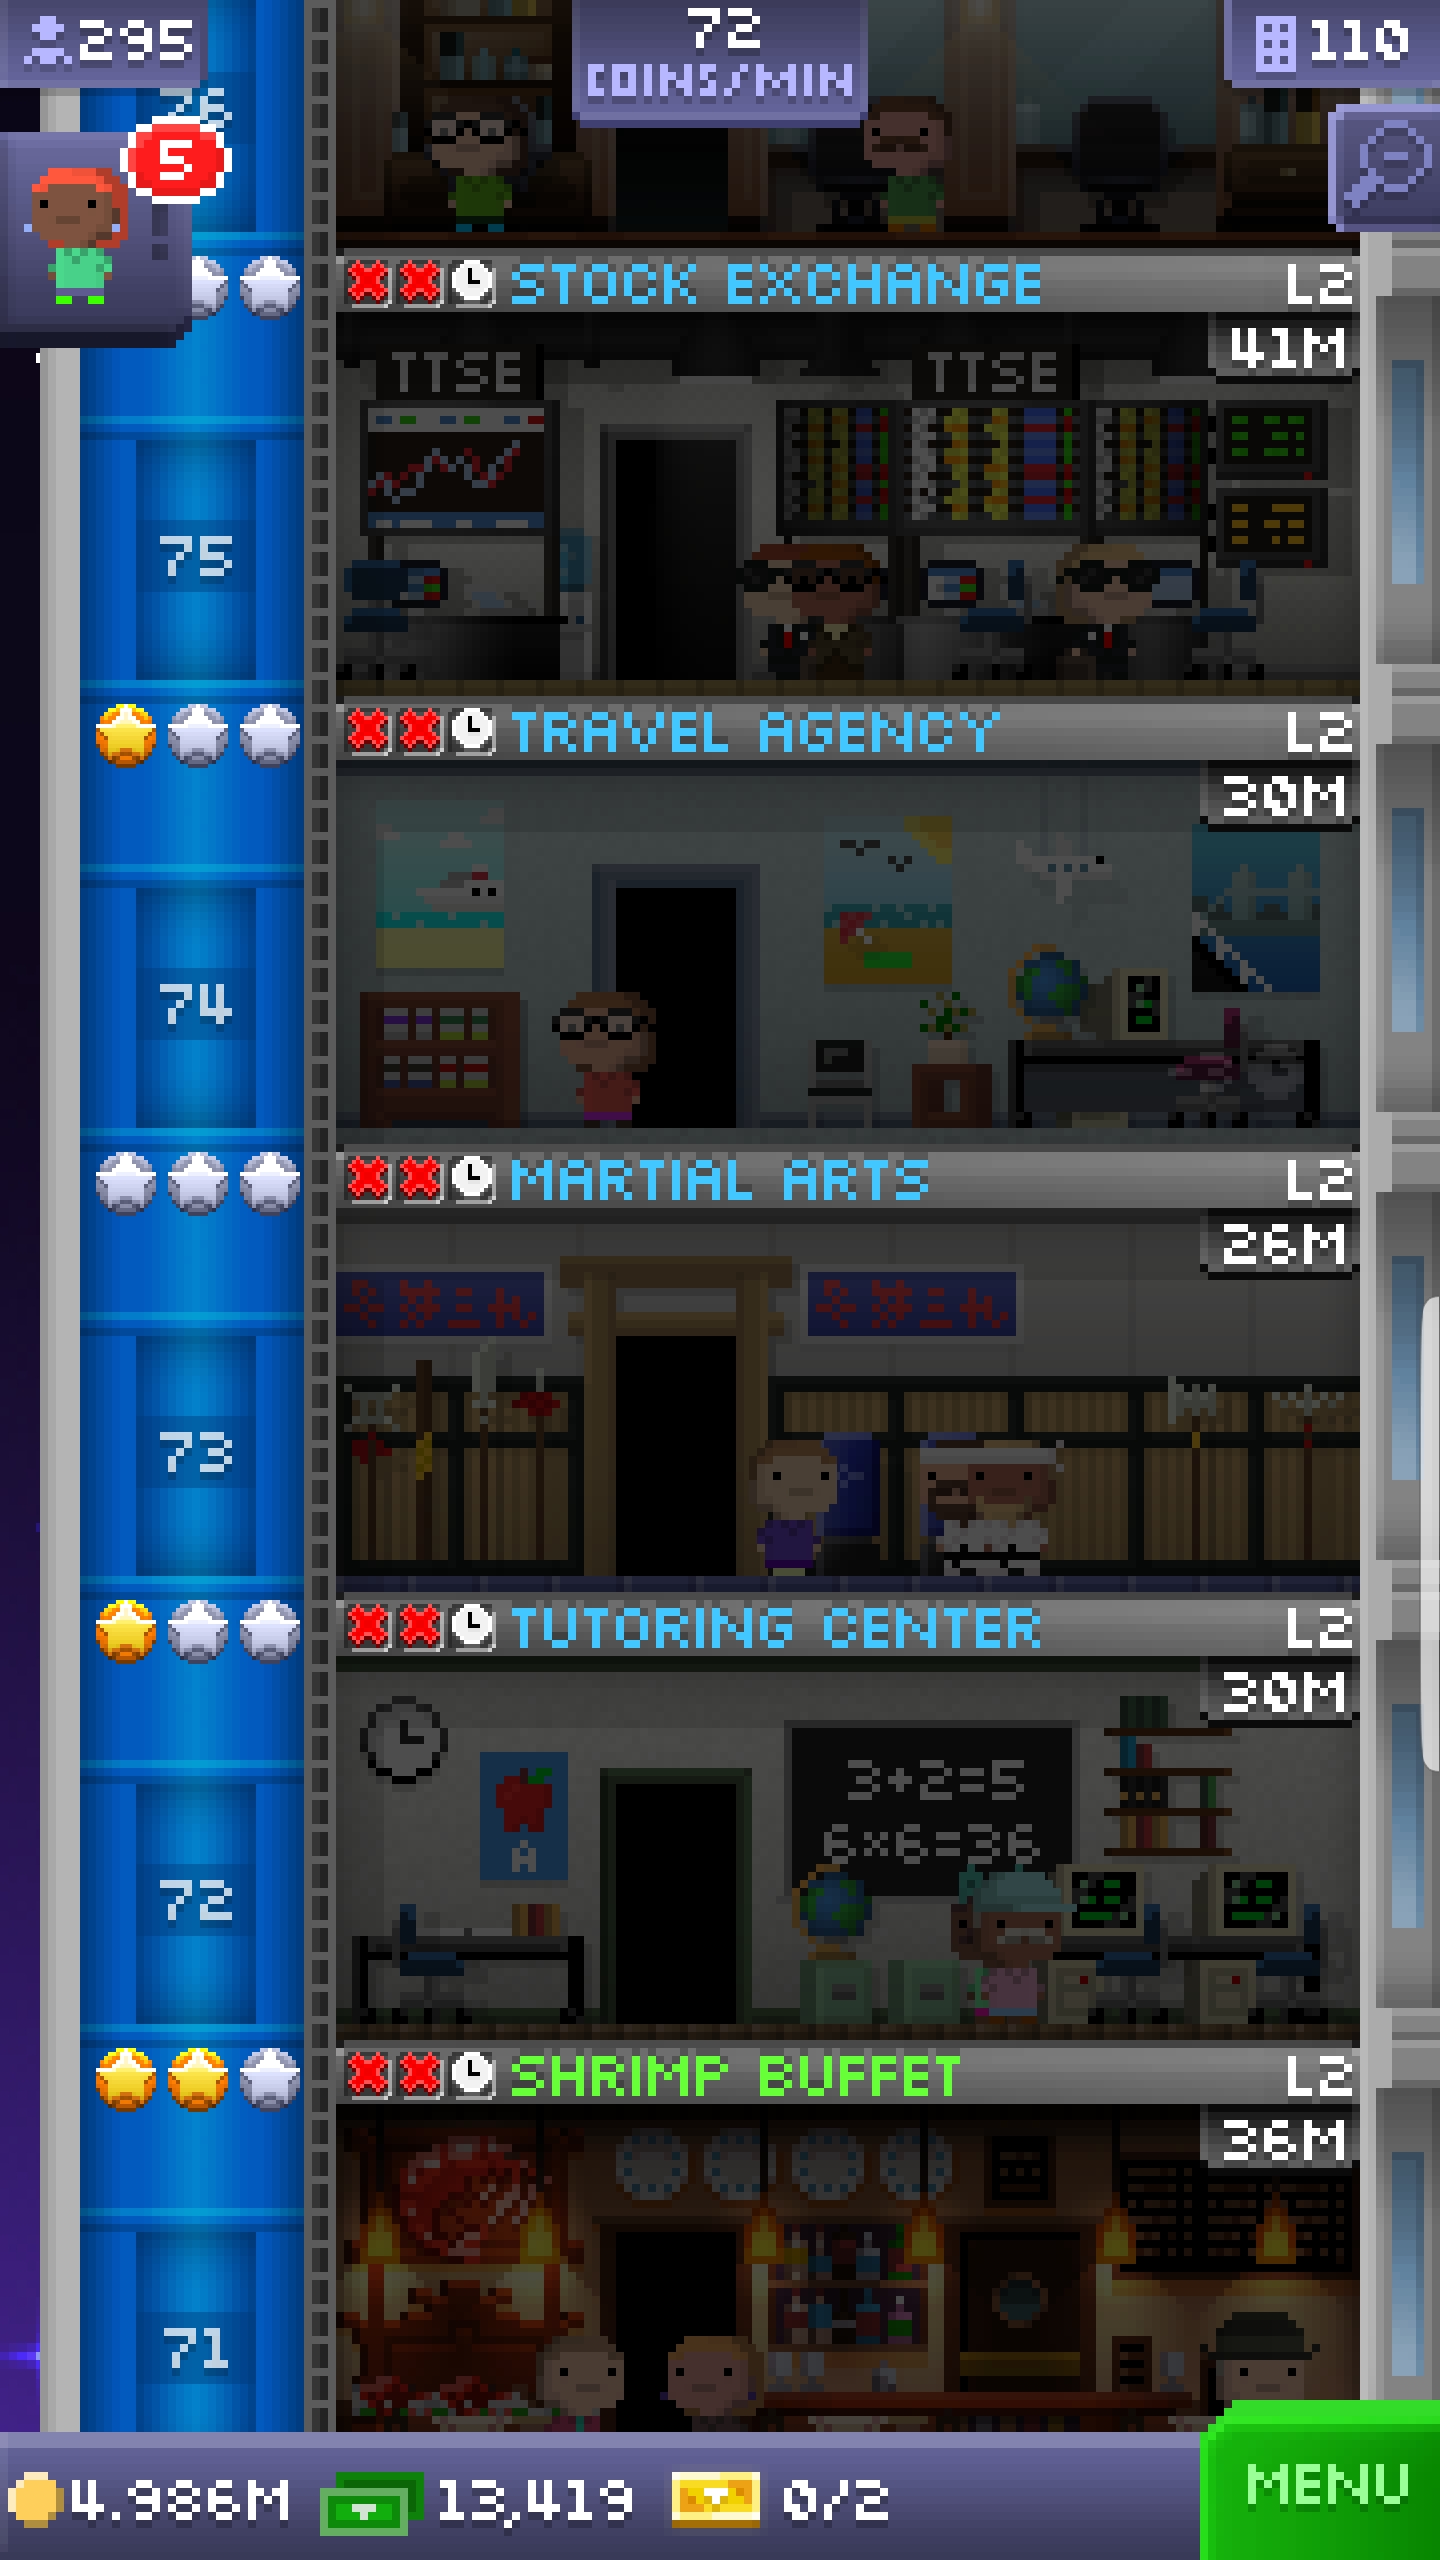 295
72
COINS/MIN
110
76
5
STOCK EXCHANGE L2
41M
TTSE TTSE
75
TRAVEL AGENCY L2
30M
74
MARTIAL ARTS L2
26M
73
TUTORING CENTER L2
30M
3+2=5
6×6=36
A
72
SHRIMP BUFFET L2
36M
71
4.986M 13,419 0/2 MENU